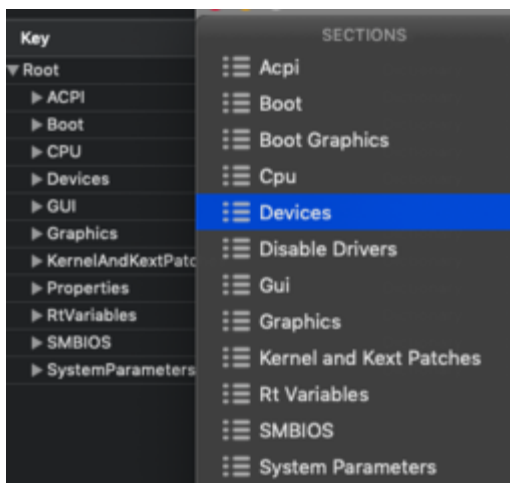 Key
Root
ACPI
Boot
CPU
Devices
GUI
Graphics
KernelAndKextPatc
Properties
RtVariables
SMBIOS
SystemParameters
SECTIONS
Acpi
Boot
Boot Graphics
Cpu
Devices
Disable Drivers
Gui
Graphics
Kernel and Kext Patches
Rt Variables
SMBIOS
System Parameters